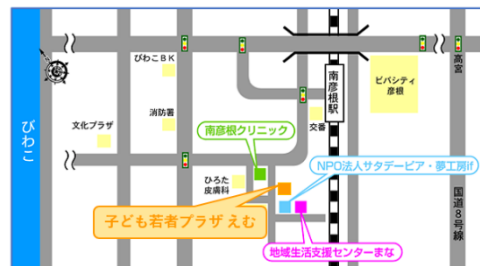 びわこ
びわこBK
消防署
文化プラザ
南彦根クリニック
南彦根駅
交番
ビバシティ
彦根
高宮
国道8号線
NPO法人サタデーピア・夢工房if
ひろた
皮膚科
子ども若者プラザ えむ
地域生活支援センターまな